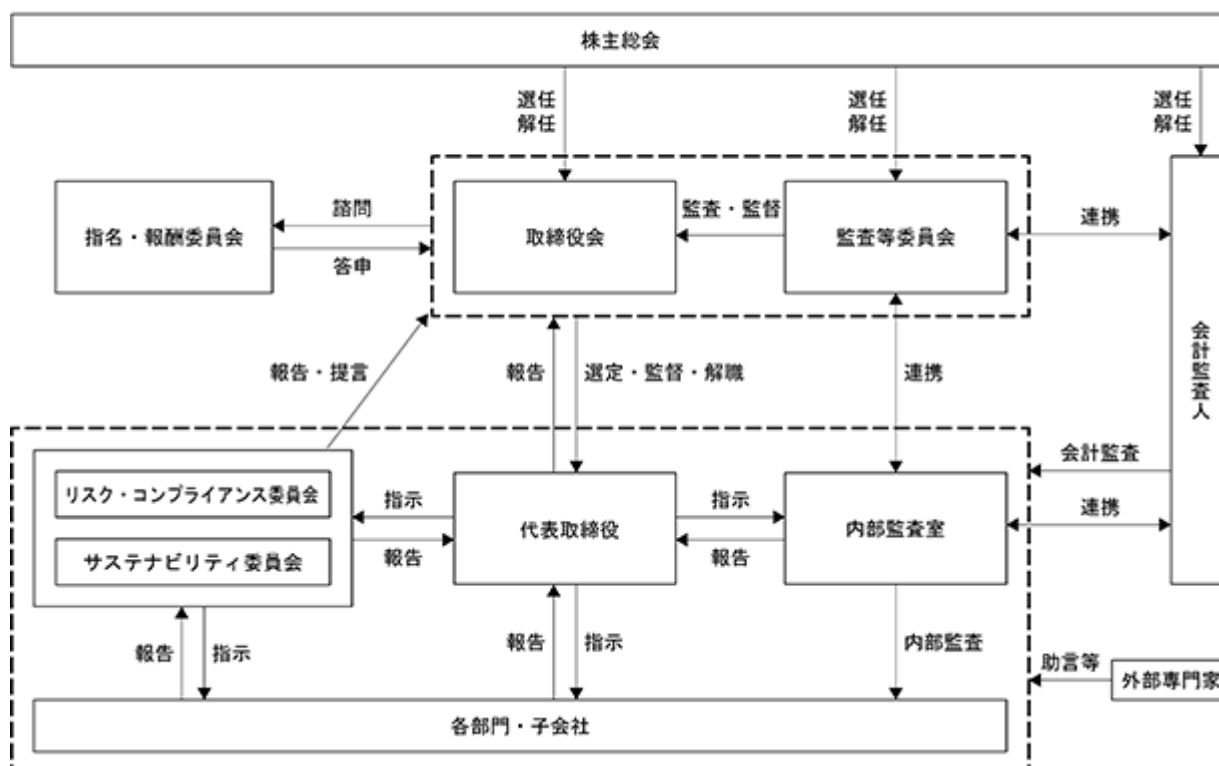 株主総会
選任
解任
選任
解任
選任
解任
指名・報酬委員会
諮問
答申
取締役会
監査・監督
監査等委員会
連携
会計監査人
報告・提言
報告
選定・監督・解職
連携
リスク・コンプライアンス委員会
サステナビリティ委員会
指示
報告
代表取締役
指示
報告
内部監査室
会計監査
連携
報告
指示
報告
指示
内部監査
助言等
外部専門家
各部門・子会社